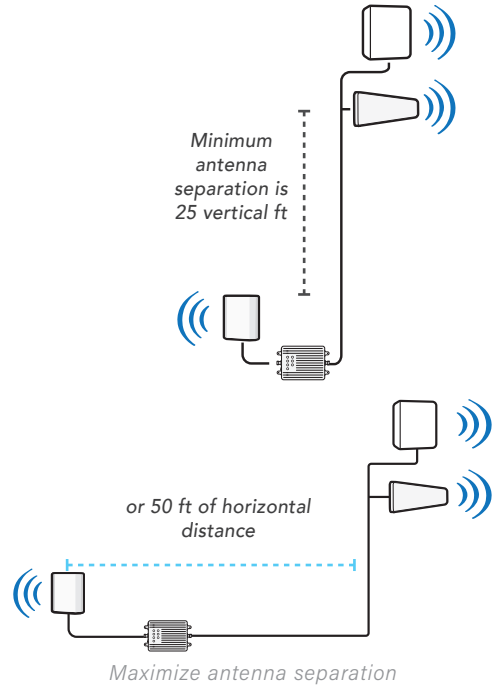 Minimum
antenna
separation is
25 vertical ft
or 50 ft of horizontal
distance
Maximize antenna separation